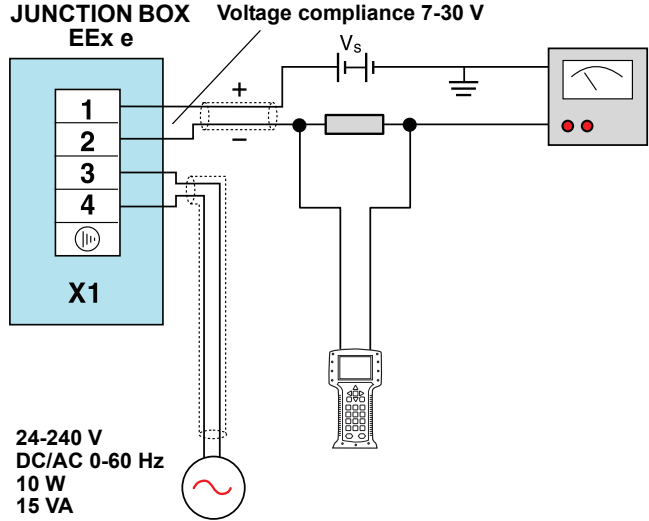 JUNCTION BOX
EEx e
Voltage compliance 7-30 V
Vs
+
–
1
2
3
4
X1
24-240 V
DC/AC 0-60 Hz
10 W
15 VA